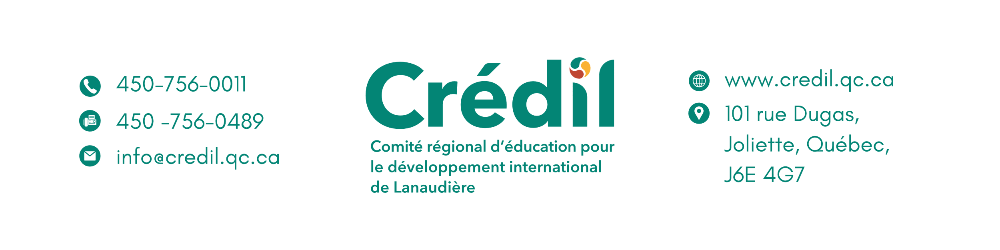 450-756-0011
450 -756-0489
info@credil.qc.ca
Crédil
Comité régional d’éducation pour
le développement international
de Lanaudière
www.credil.qc.ca
101 rue Dugas,
Joliette, Québec,
J6E 4G7